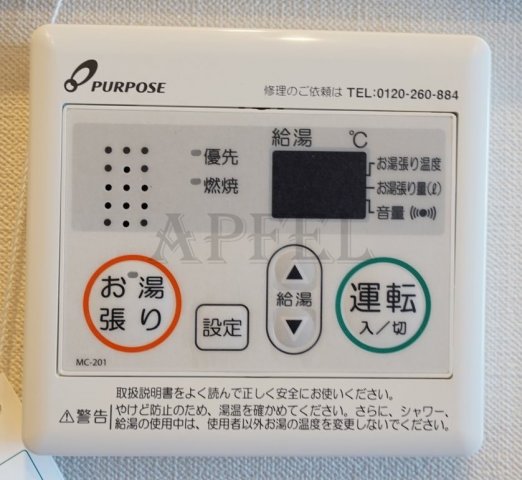 PURPOSE
修理のご依頼は TEL:0120-260-884
給湯 ℃
優先
燃焼
お湯張り温度
お湯張り量(ℓ)
音量
APFEL
お湯張り
設定
給湯
運転
入/切
MC-201
取扱説明書をよく読んで正しく安全にお使いください。
⚠警告
やけど防止のため、湯温を確かめてください。さらに、シャワー、
給湯の使用中は、使用者以外お湯の温度を変更しないでください。